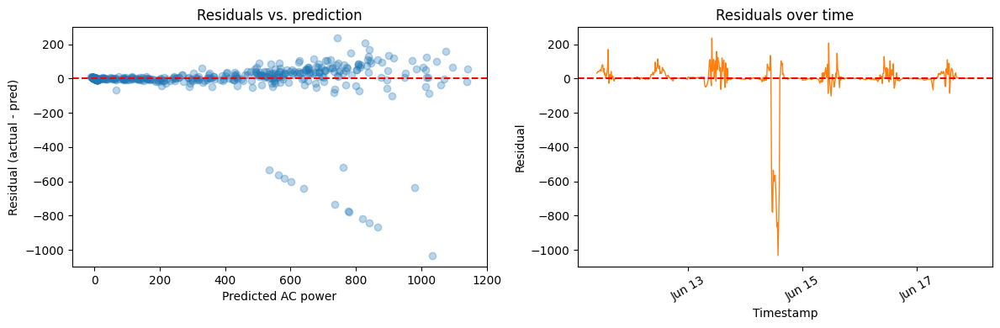 Residuals vs. prediction
Residual (actual - pred)
200
0
−200
−400
−600
−800
−1000
0
200
400
600
800
1000
1200
Predicted AC power
Residuals over time
Residual
200
0
−200
−400
−600
−800
−1000
Jun 13
Jun 15
Jun 17
Timestamp